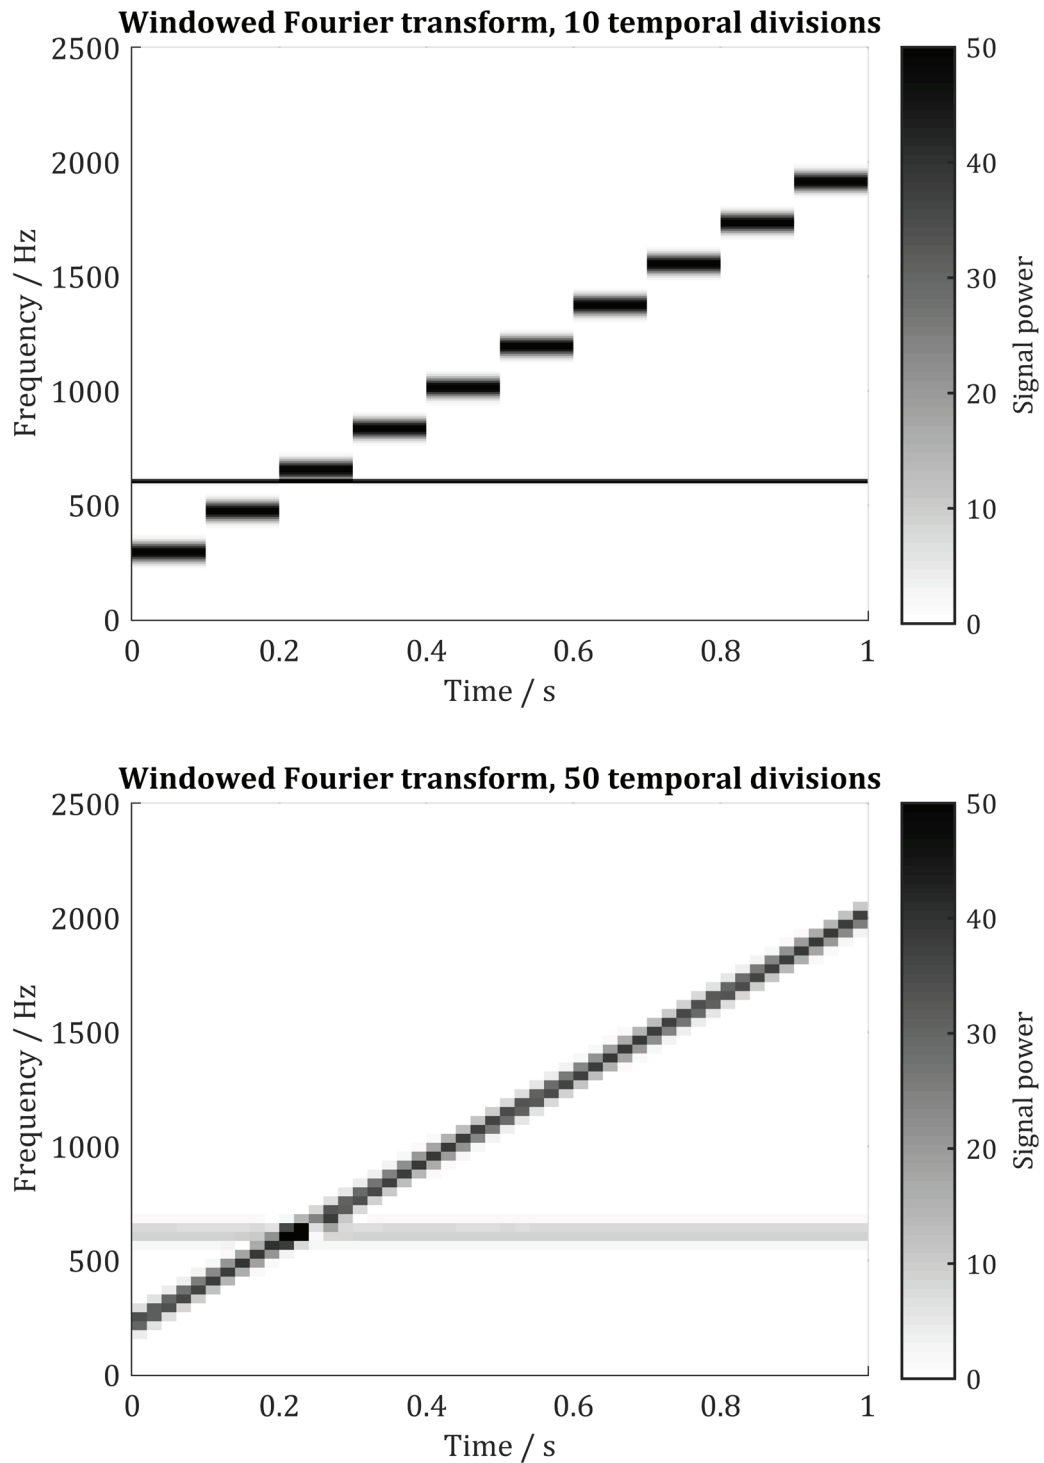 Windowed Fourier transform, 10 temporal divisions
2500
2000
1500
1000
500
0
Frequency / Hz
0 0.2 0.4 0.6 0.8 1
Time / s
50
40
30
20
10
0
Signal power
Windowed Fourier transform, 50 temporal divisions
2500
2000
1500
1000
500
0
Frequency / Hz
0 0.2 0.4 0.6 0.8 1
Time / s
50
40
30
20
10
0
Signal power